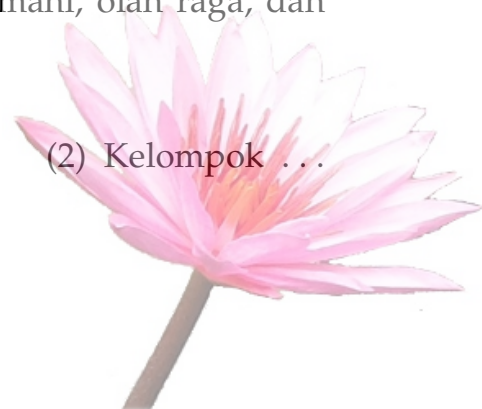 olah raga, dan
(2) Kelompok . . .